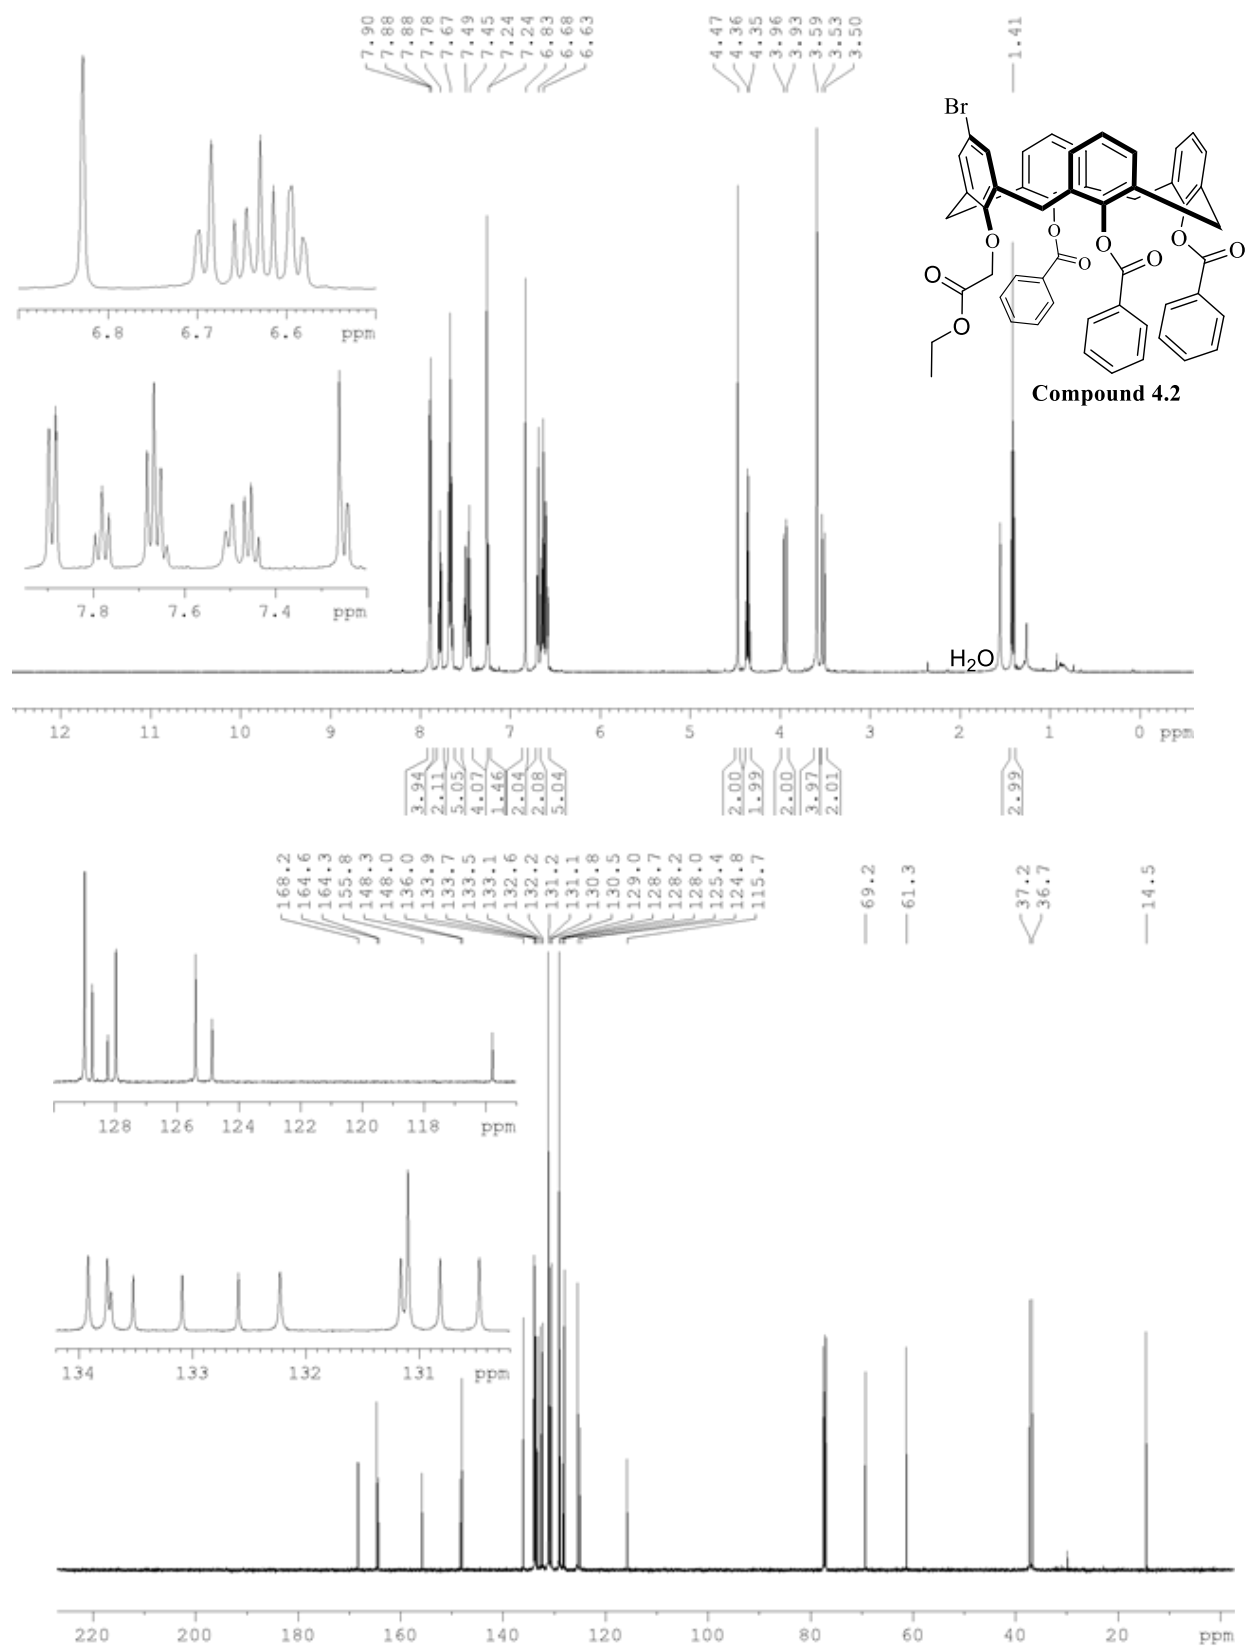 7.90 7.88 7.88 7.78 7.67 7.49 7.45 7.24 7.24 6.83 6.68 6.63 4.47 4.36 4.35 3.96 3.93 3.59 3.53 3.50 1.41
Br
O O O O
O O O O
O
Compound 4.2
6.8 6.7 6.6 ppm
7.8 7.6 7.4 ppm
H2O
12 11 10 9 8 7 6 5 4 3 2 1 0 ppm
3.94 2.11 5.05 4.07 1.46 2.04 2.08 5.04 2.00 1.99 2.00 3.97 2.01 2.99
168.2 164.6 164.3 155.8 148.3 148.0 136.0 133.9 133.7 133.5 133.1 132.6 132.2 131.2 131.1 130.8 130.5 129.0 128.7 128.2 128.0 125.4 124.8 115.7 69.2 61.3 37.2 36.7 14.5
128 126 124 122 120 118 ppm
134 133 132 131 ppm
220 200 180 160 140 120 100 80 60 40 20 ppm